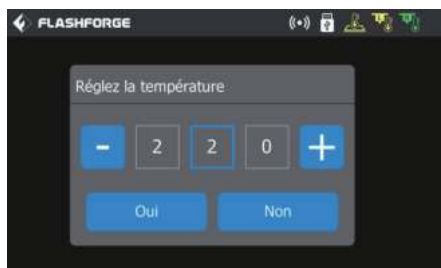 FLASHFORGE
Réglez la température
- 2 2 0 +
Oui Non